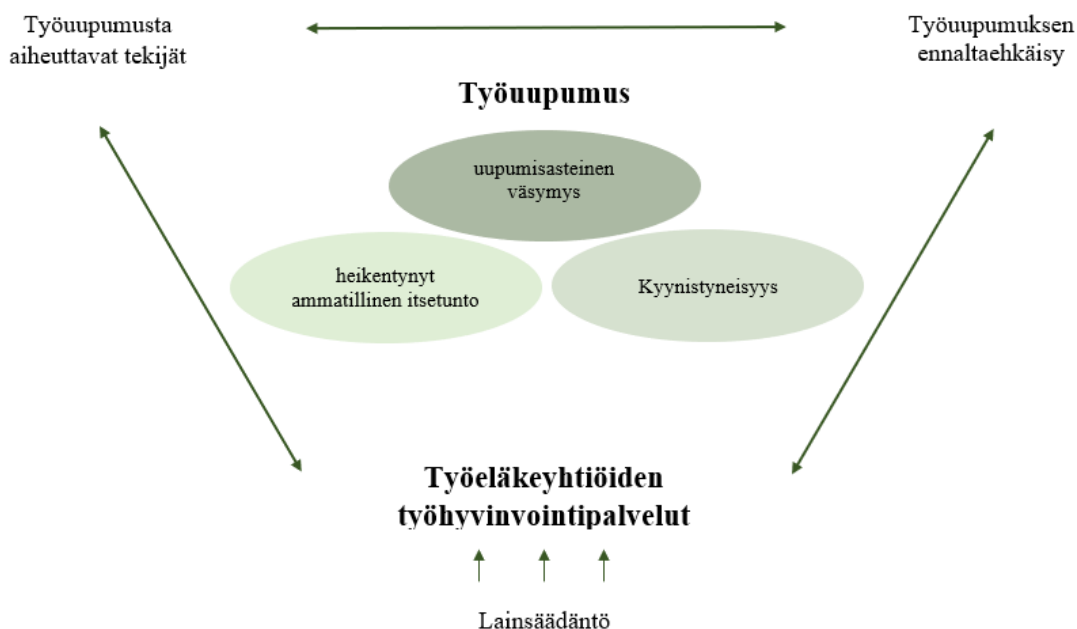 Työuupumusta
aiheuttavat tekijät
Työuupumuksen
ennaltaehkäisy
Työuupumus
uupumisasteinen
väsymys
heikentynyt
ammatillinen itsetunto
Kyynistyneisyys
Työeläkeyhtiöiden
työhyvinvointipalvelut
Lainsäädäntö